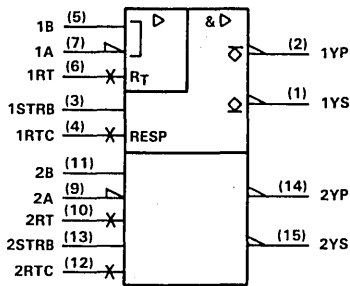 1B (5) ▷ & ▷
1A (7) (2) 1YP
1RT (6) RT
1STRB (3) (1) 1YS
1RTC (4) RESP
2B (11)
2A (9) (14) 2YP
2RT (10)
2STRB (13) (15) 2YS
2RTC (12)